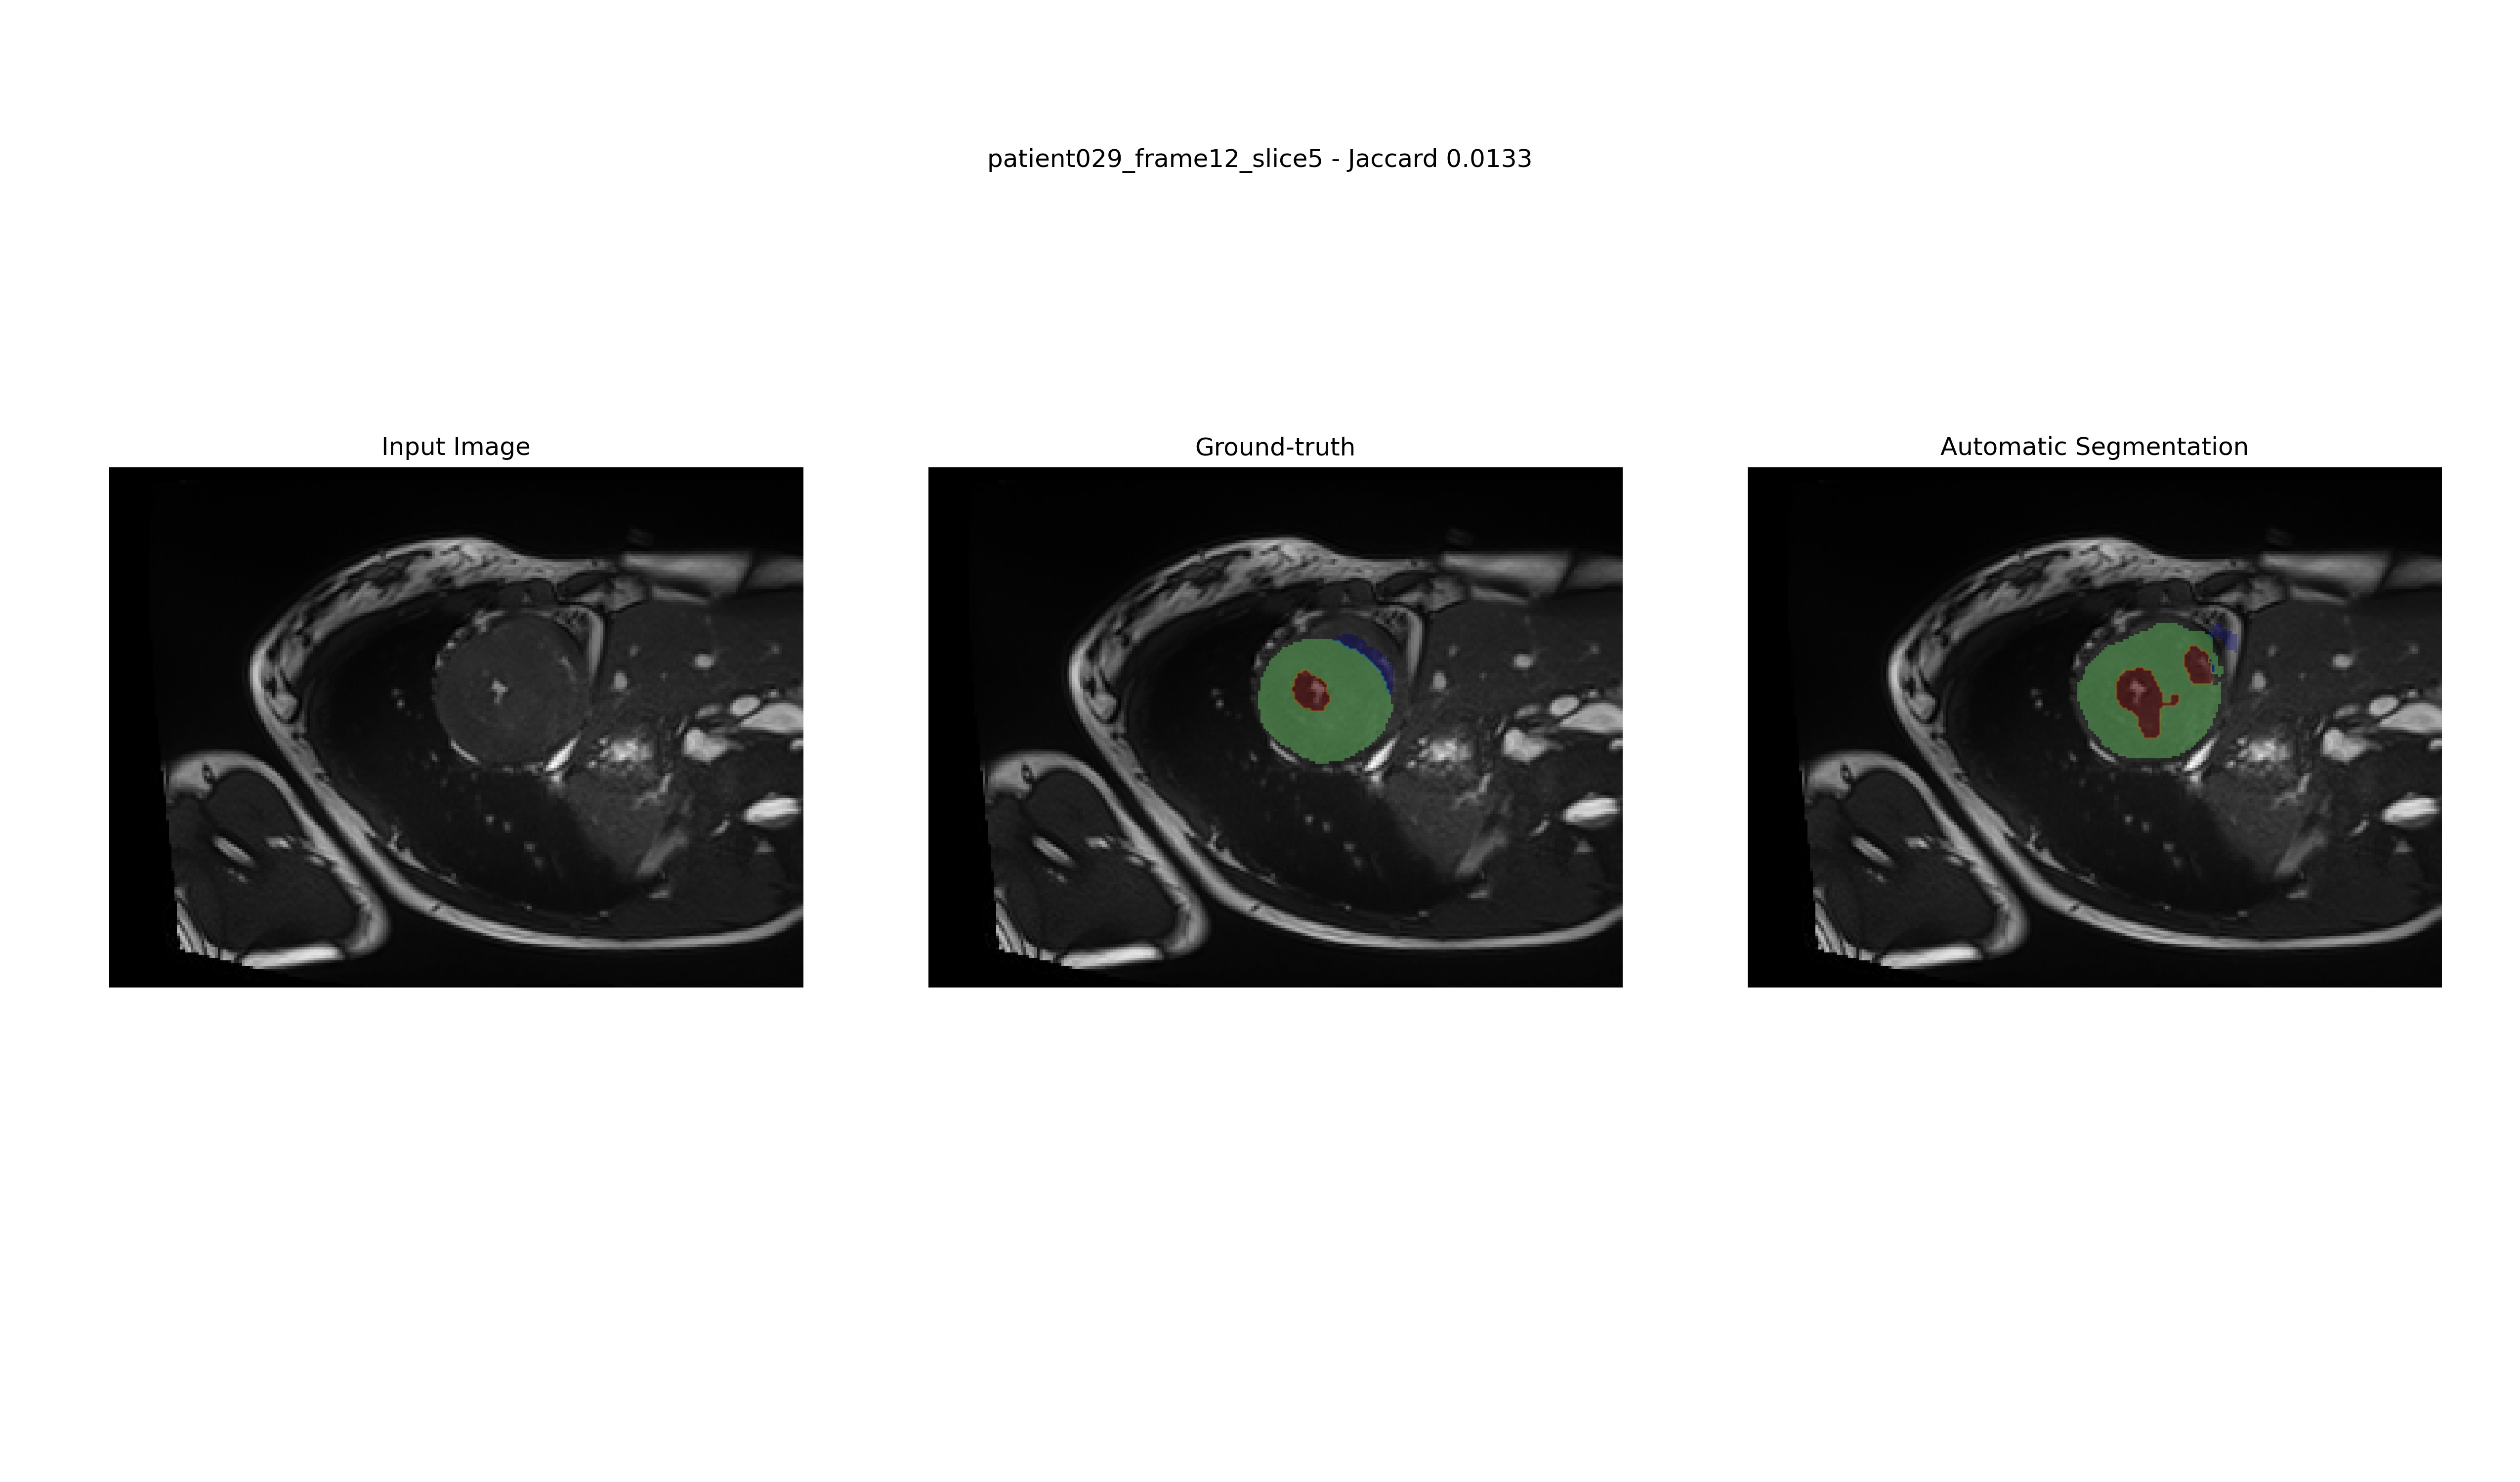 patient029_frame12_slice5 - Jaccard 0.0133
Input Image
Ground-truth
Automatic Segmentation